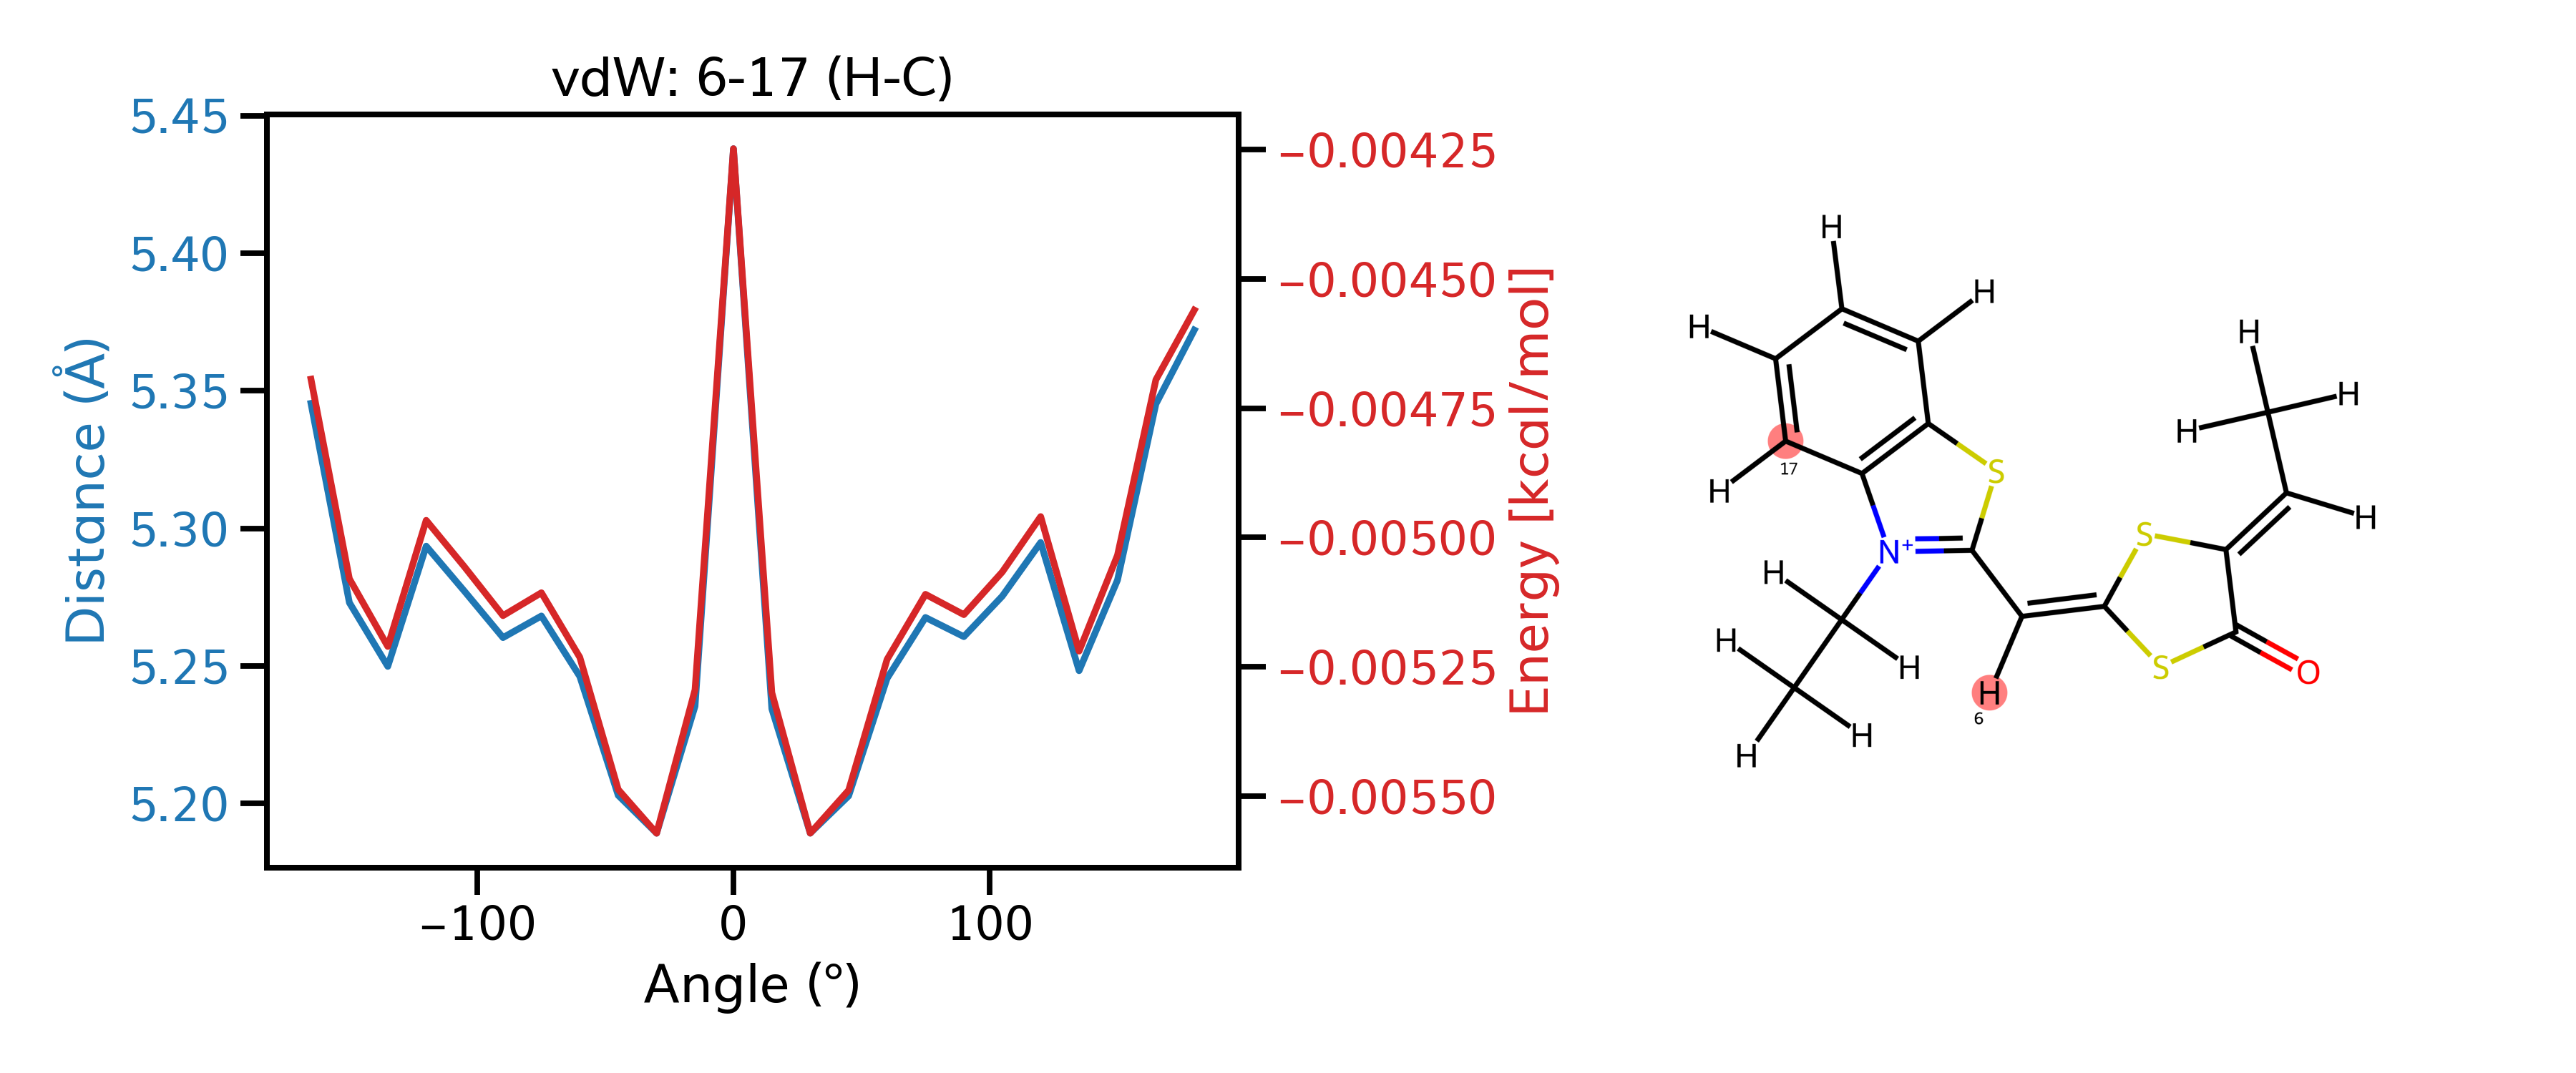 vdW: 6-17 (H-C)
5.45
5.40
5.35
5.30
5.25
5.20
Distance (Å)
−0.00425
−0.00450
−0.00475
−0.00500
−0.00525
−0.00550
Energy [kcal/mol]
−100 0 100
Angle (°)
H
H
H
H
H
H
H
17
S
H
H
S
N+
H
H
H
S
O
H
6
H
H